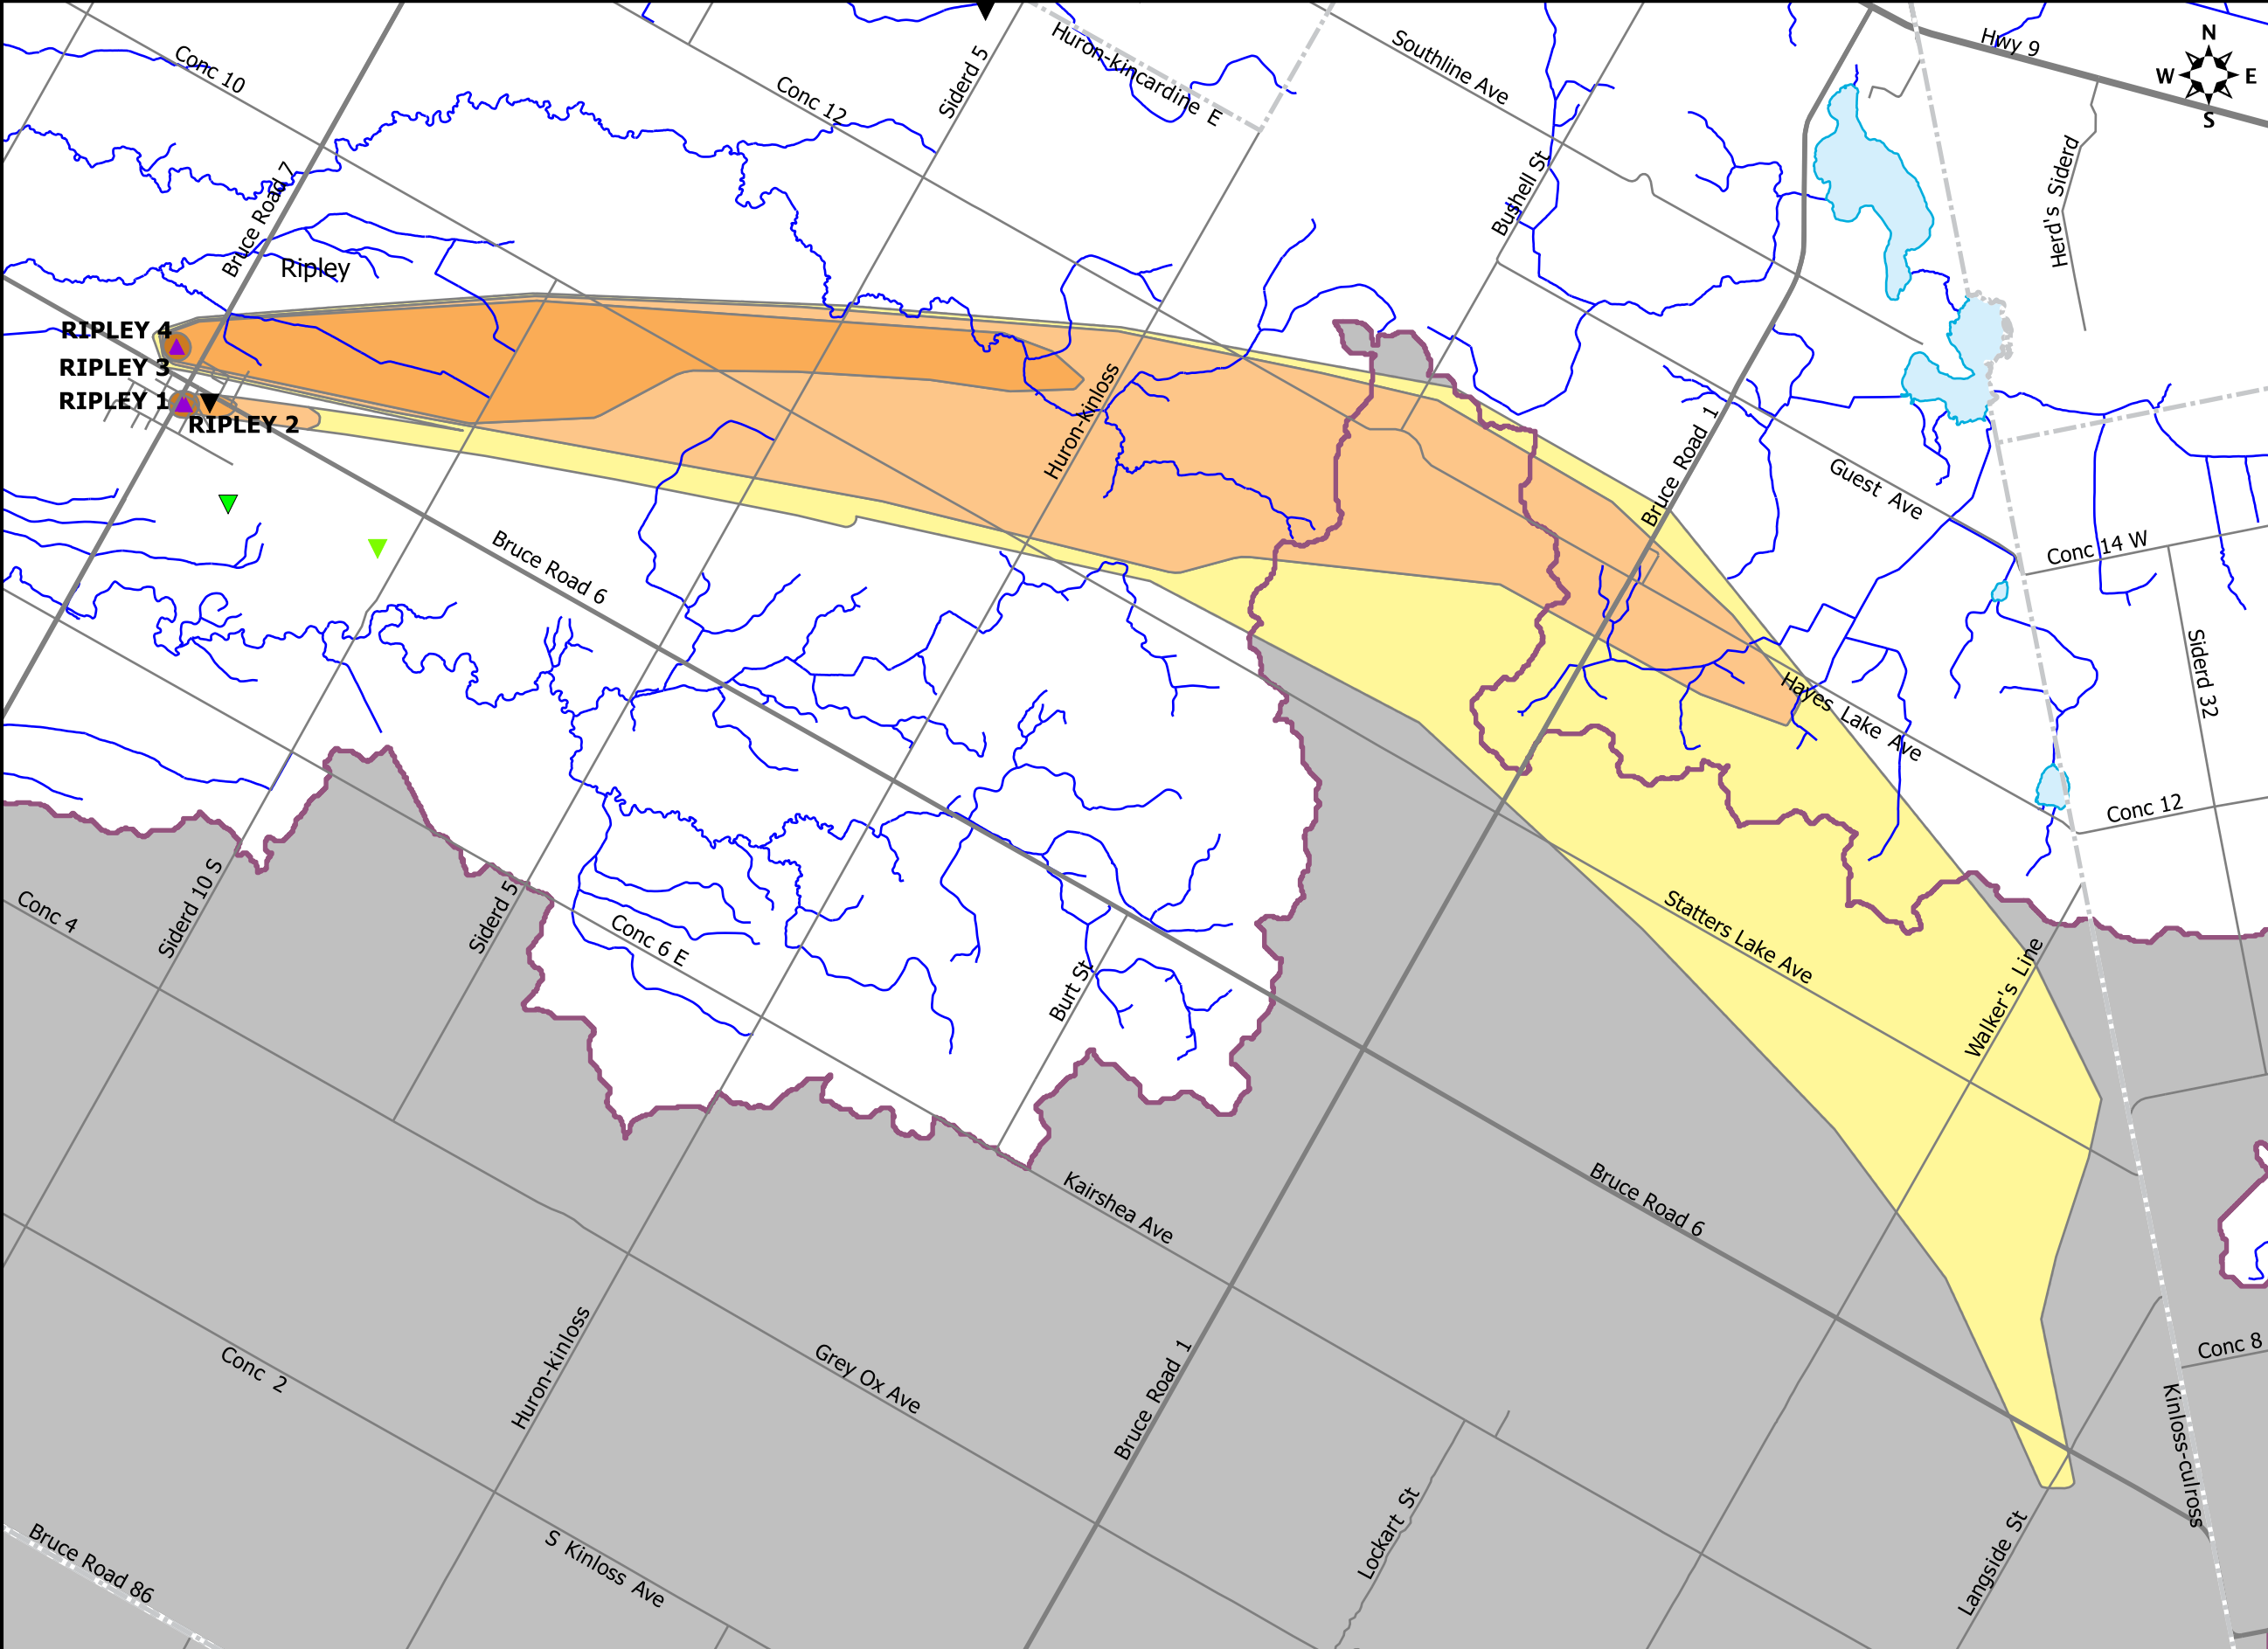 Conc 10
Conc 12
Siderd 5
Huron-kincardine E
Southline Ave
Hwy 9
N
W
E
S
Bruce Road 7
Bushell St
Herd's Siderd
Ripley
RIPLEY 4
RIPLEY 3
RIPLEY 1
RIPLEY 2
Huron-kinloss
Bruce Road 1
Guest Ave
Conc 14 W
Bruce Road 6
Siderd 32
Hayes Lake Ave
Conc 12
Conc 4
Siderd 10 S
Siderd 5
Conc 6 E
Burt St
Statters Lake Ave
Walker's Line
Kairshea Ave
Bruce Road 6
Conc 2
Huron-kinloss
Grey Ox Ave
Bruce Road 1
Conc 8
Kinloss-culross
Bruce Road 86
S Kinloss Ave
Lockart St
Langside St